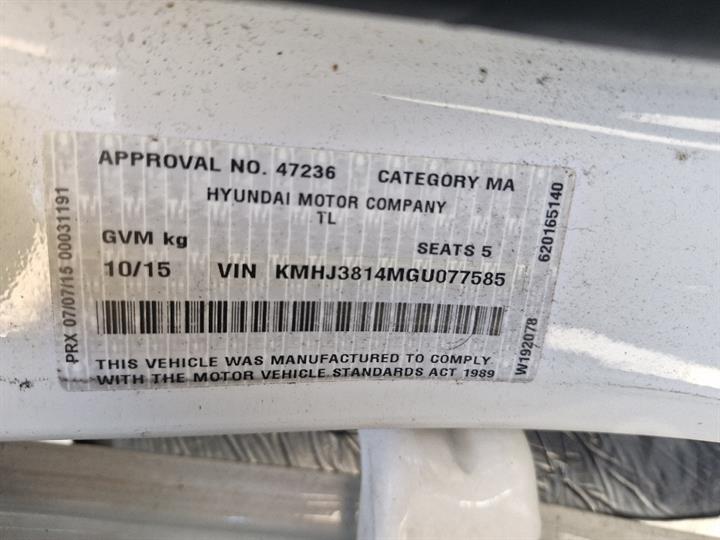 APPROVAL NO. 47236 CATEGORY MA
HYUNDAI MOTOR COMPANY
TL
GVM kg SEATS 5
10/15 VIN KMHJ3814MGU077585
THIS VEHICLE WAS MANUFACTURED TO COMPLY
WITH THE MOTOR VEHICLE STANDARDS ACT 1989
PRX 07/07/15 00031191
W192078 620165140